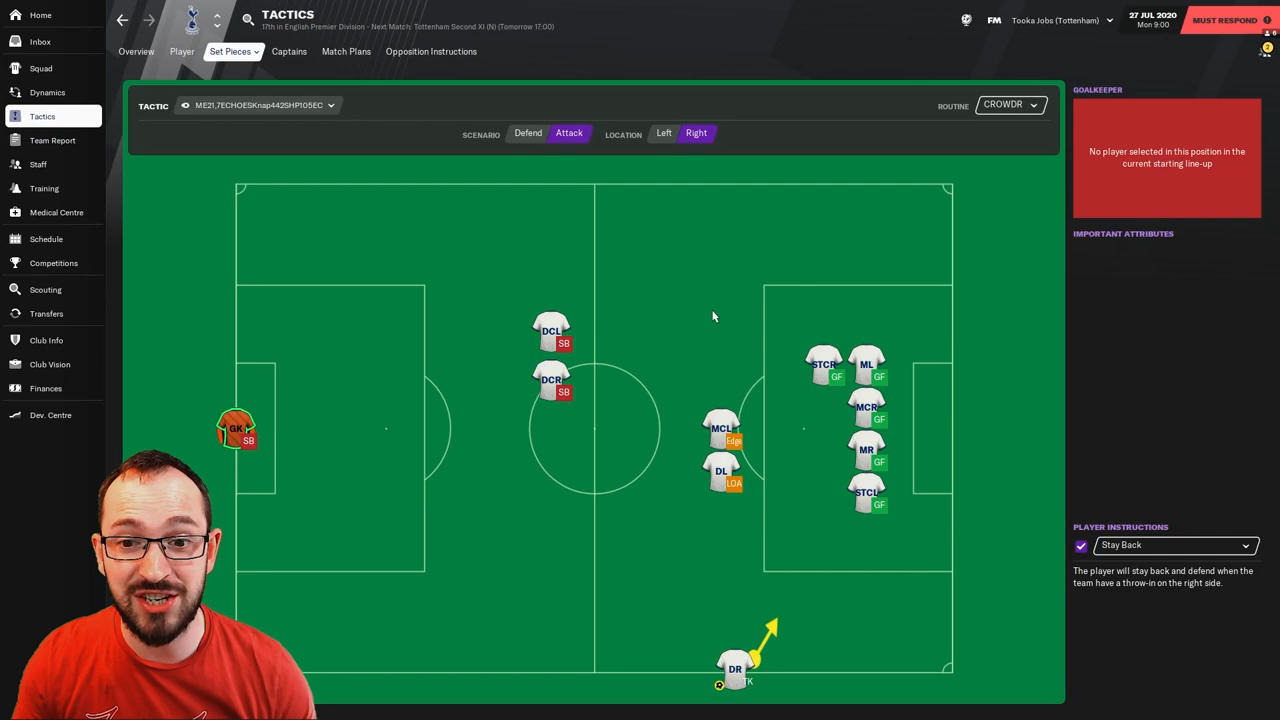 Home
Inbox
Squad
Dynamics
Tactics
Team Report
Staff
Training
Medical Centre
Schedule
Competitions
Scouting
Transfers
Club Info
Club Vision
Finances
Dev. Centre
TACTICS
17th in English Premier Division - Next Match: Tottenham Second XI (N) (Tomorrow 17:00)
FM
Tooka Jobs (Tottenham)
27 JUL 2020
Mon 9:00
MUST RESPOND
6
2
Overview
Player
Set Pieces
Captains
Match Plans
Opposition Instructions
TACTIC
ME21,7ECHOESKnap442SHP105EC
ROUTINE
CROWDR
SCENARIO
Defend
Attack
LOCATION
Left
Right
DCL
SB
DCR
SB
STCR
GF
ML
GF
MCR
GF
GK
SB
MCL
Edge
MR
GF
DL
LOA
STCL
GF
DR
TK
GOALKEEPER
No player selected in this position in the
current starting line-up
IMPORTANT ATTRIBUTES
PLAYER INSTRUCTIONS
Stay Back
The player will stay back and defend when the
team have a throw-in on the right side.